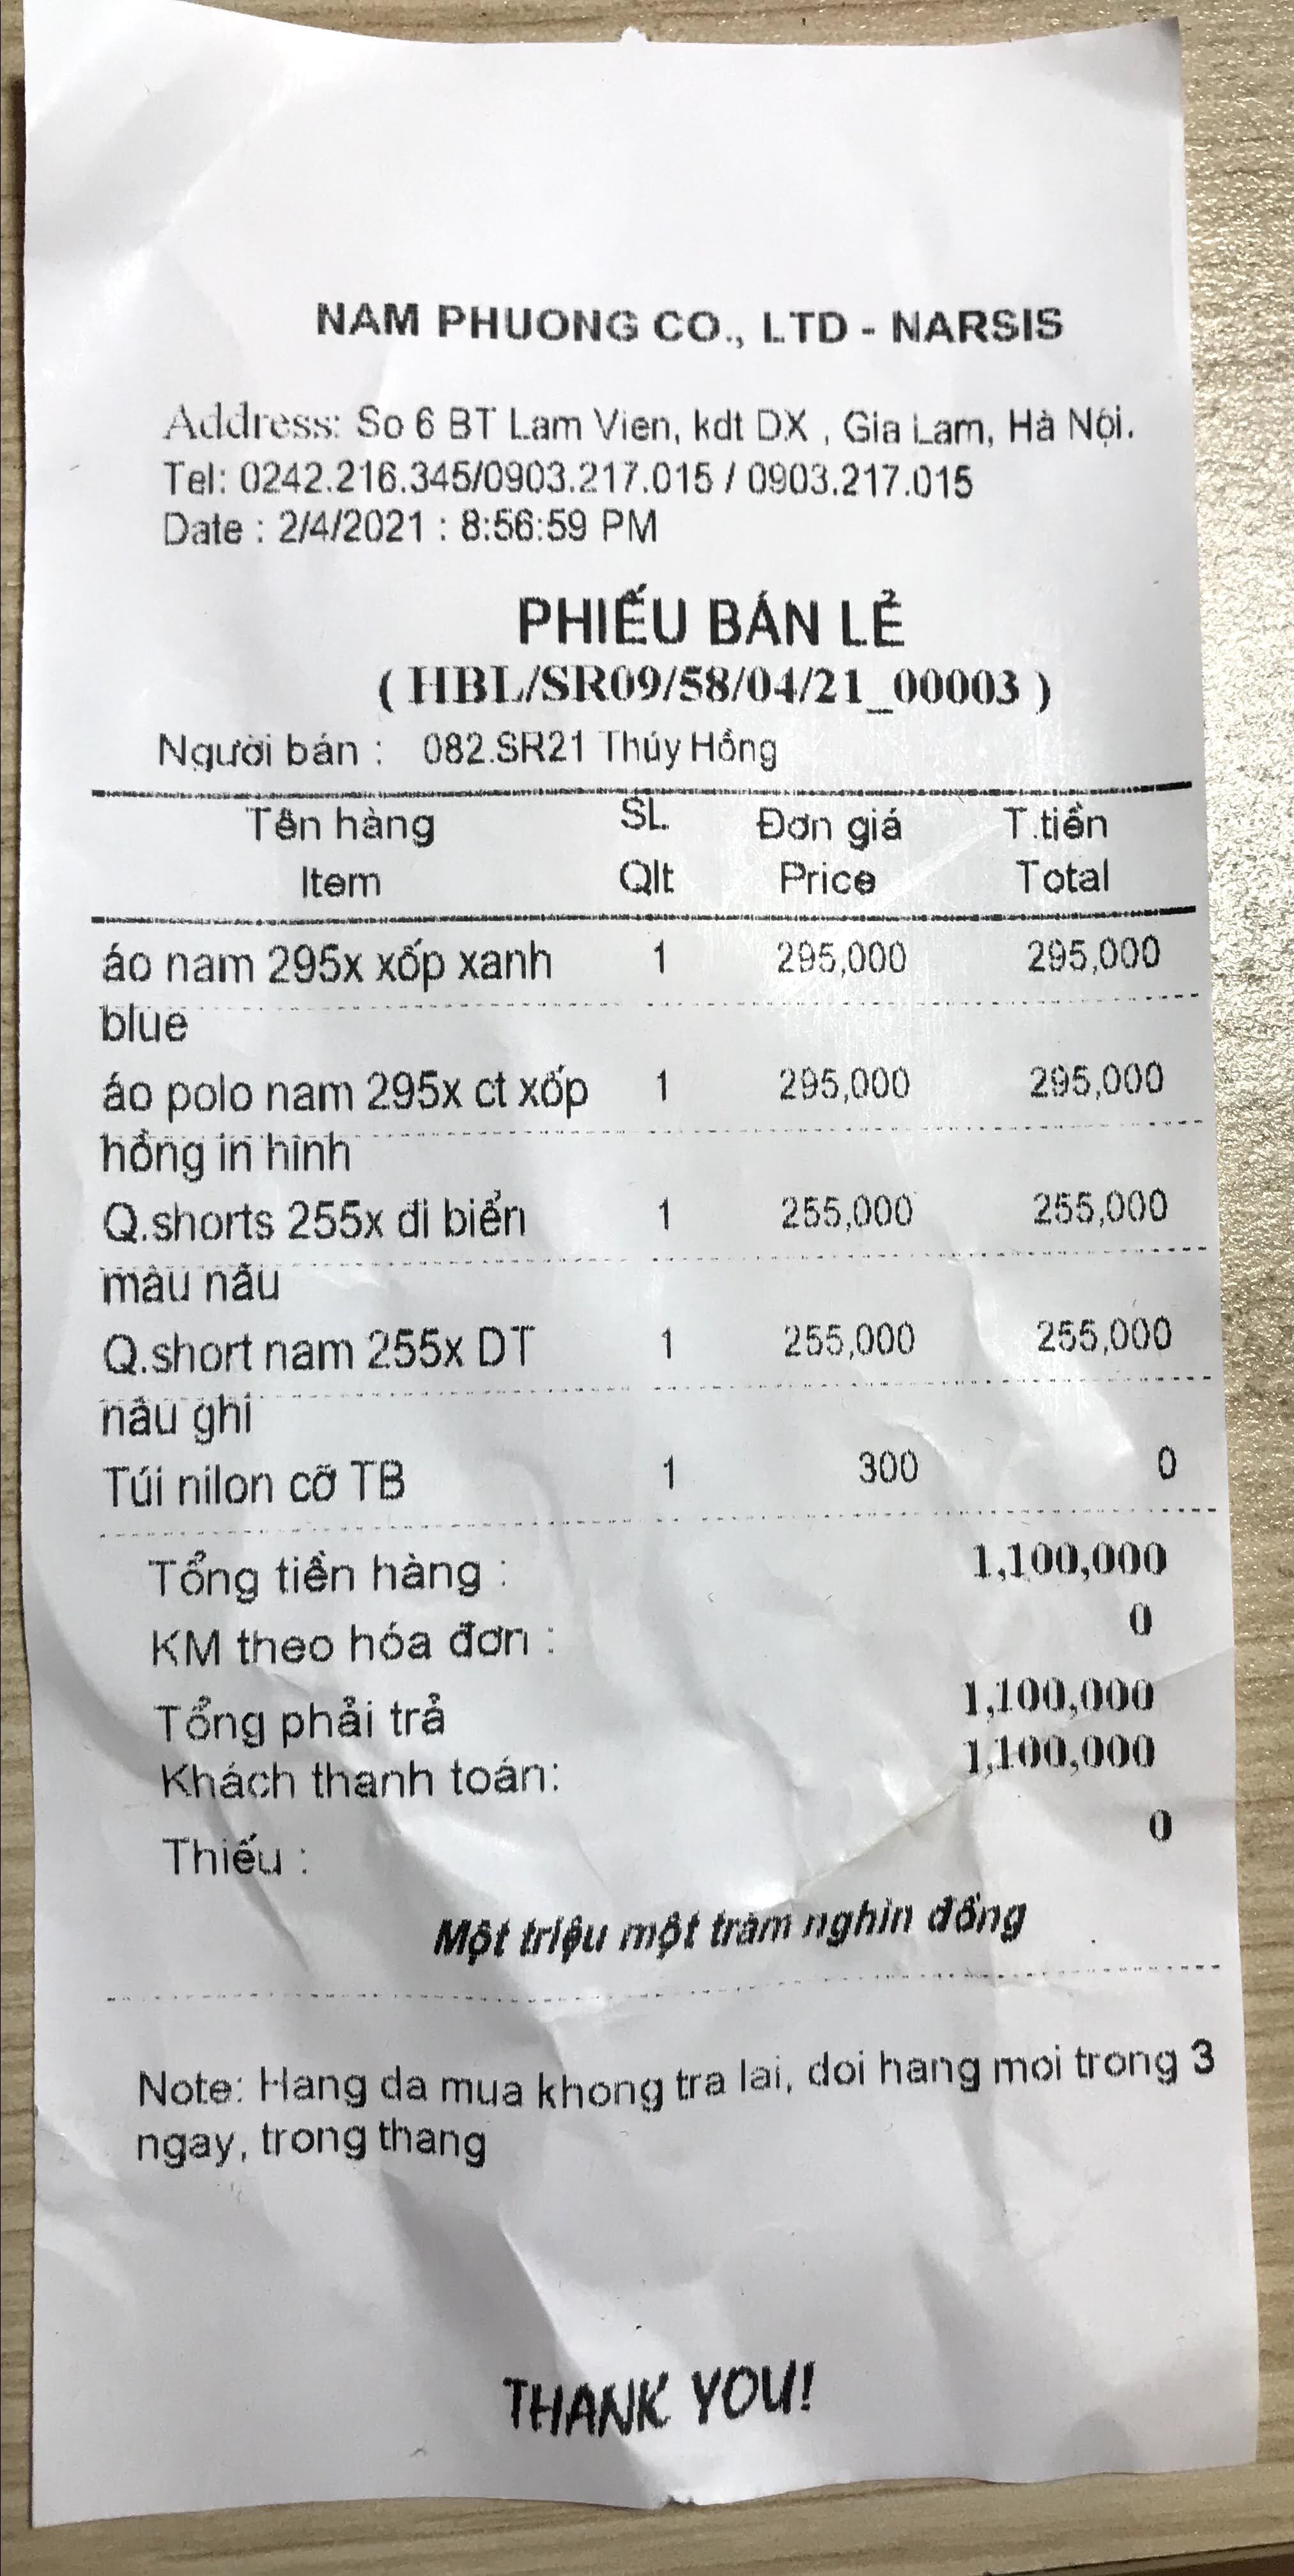 NAM PHUONG CO., LTD - NARSIS
Address: So 6 BT Lam Vien, kdt DX , Gia Lam, Hà Nội.
Tel: 0242.216.345/0903.217.015 / 0903.217.015
Date : 2/4/2021 : 8:56:59 PM
PHIẾU BÁN LẺ
( HBL/SR09/58/04/21_00003 )
Người bán : 082.SR21 Thúy Hồng
Tên hàng SL Đơn giá T.tiền
Item Qlt Price Total
áo nam 295x xốp xanh 1 295,000 295,000
blue
áo polo nam 295x ct xốp 1 295,000 295,000
hồng in hình
Q.shorts 255x đi biển 1 255,000 255,000
màu nâu
Q.short nam 255x DT 1 255,000 255,000
nâu ghi
Túi nilon cỡ TB 1 300 0
Tổng tiền hàng : 1,100,000
KM theo hóa đơn : 0
Tổng phải trả 1,100,000
Khách thanh toán: 1,100,000
Thiếu : 0
Một triệu một trăm nghìn đồng
Note: Hang da mua khong tra lai, doi hang moi trong 3
ngay, trong thang
THANK YOU!